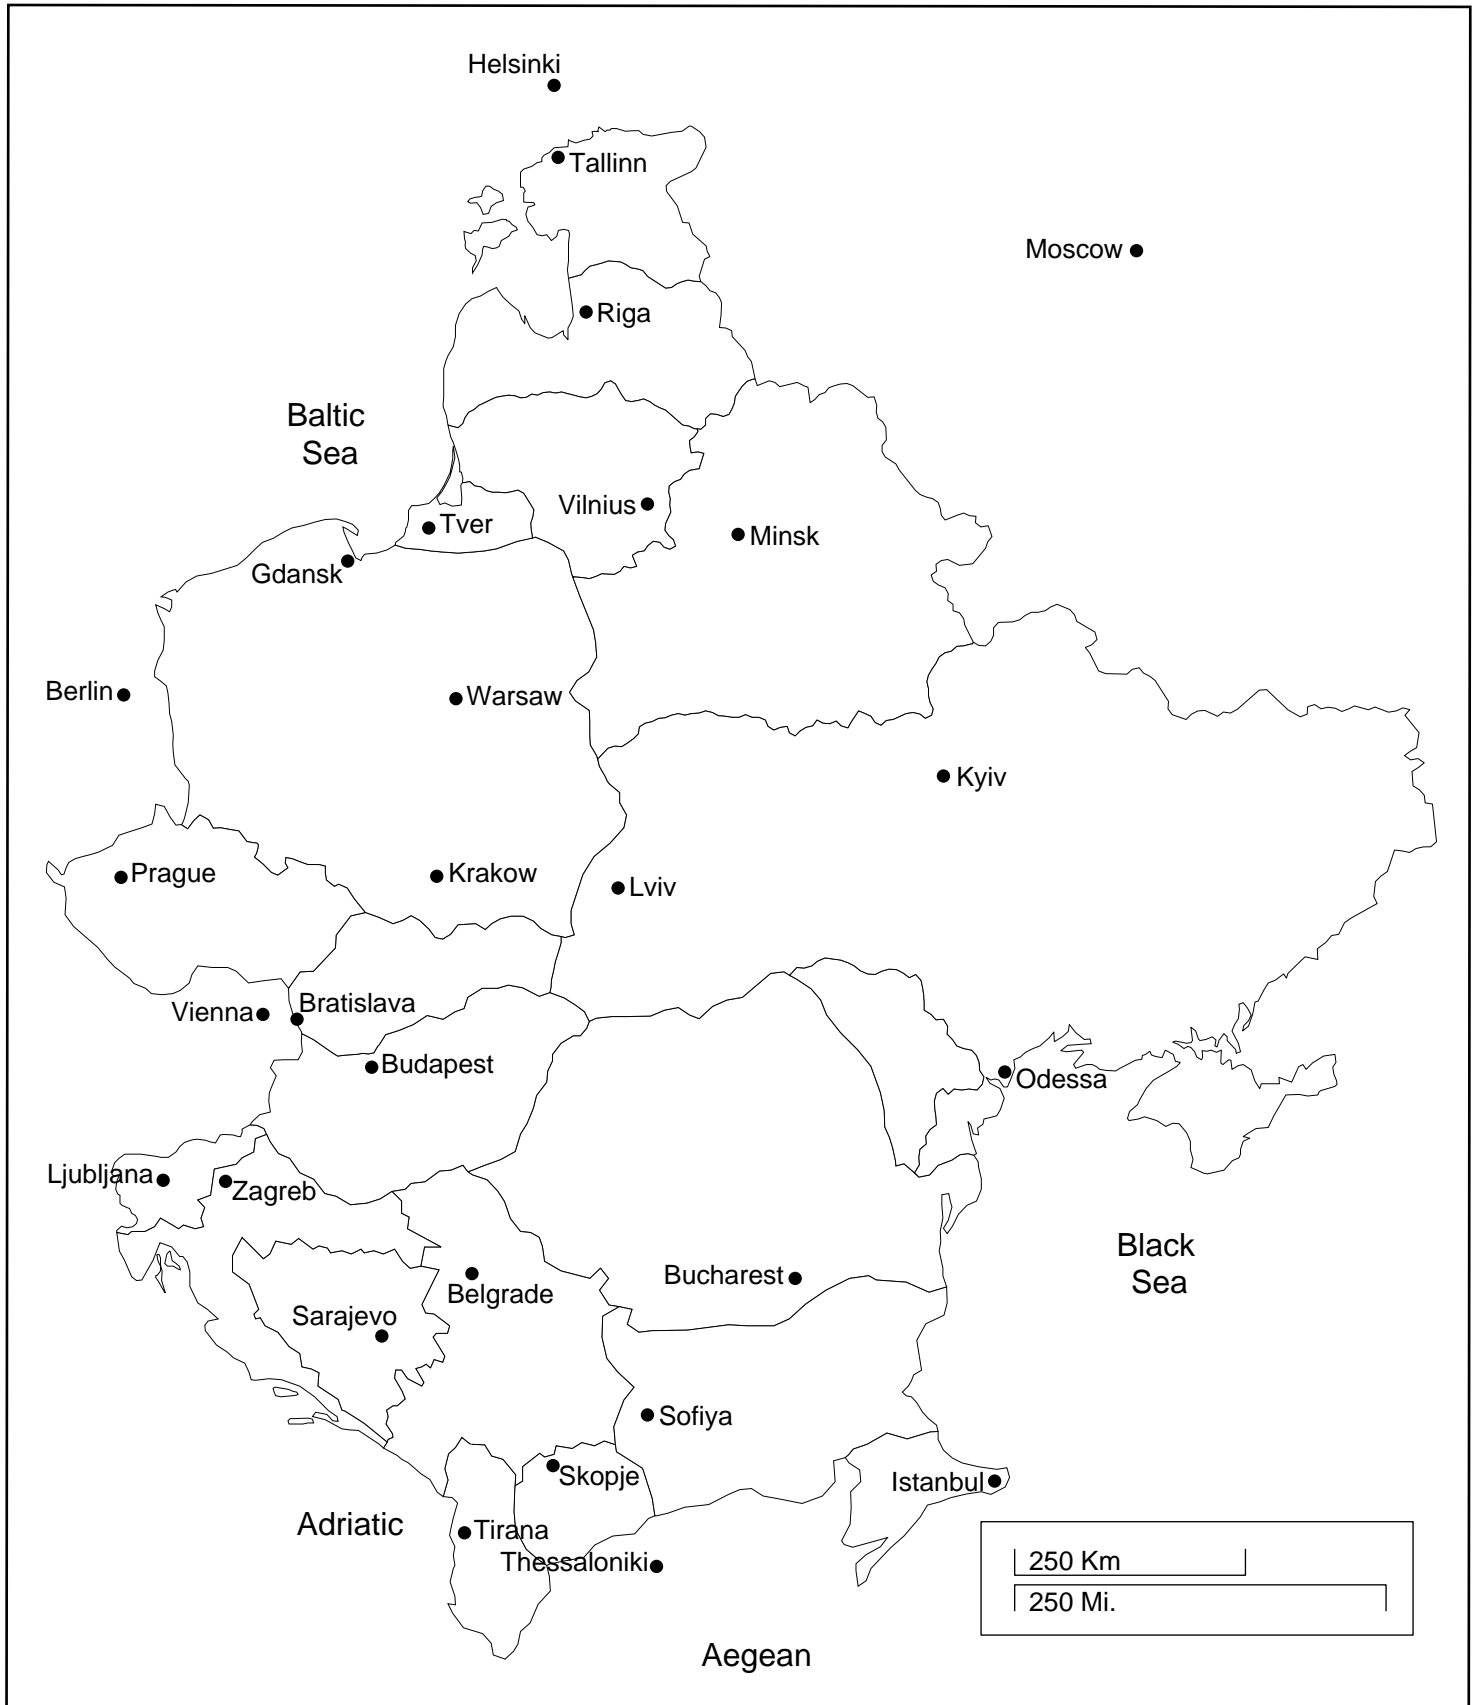 Helsinki
Tallinn
Moscow
Riga
Baltic
Sea
Vilnius
Tver
Minsk
Gdansk
Berlin
Warsaw
Kyiv
Prague
Krakow
Lviv
Vienna
Bratislava
Budapest
Odessa
Ljubljana
Zagreb
Black
Sea
Bucharest
Belgrade
Sarajevo
Sofiya
Skopje
Istanbul
Adriatic
Tirana
Thessaloniki
250 Km
250 Mi.
Aegean